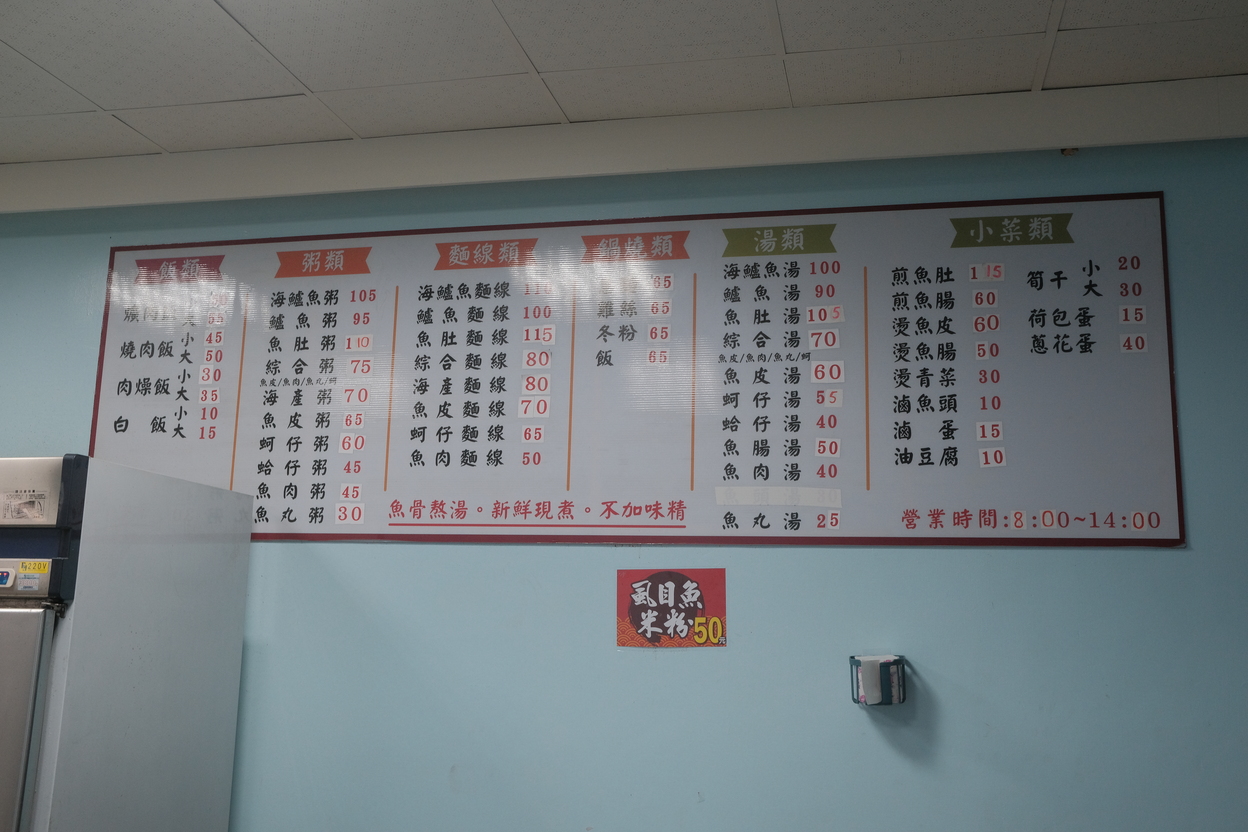 飯類
小
大 55
燒肉飯 小 45
大 50
肉燥飯 小 30
大 35
白飯 小 10
大 15
粥類
海鱸魚粥 105
鱸魚粥 95
魚肚粥 110
綜合粥 75
魚皮/魚肉/魚丸/蚵
海產粥 70
魚皮粥 65
蚵仔粥 60
蛤仔粥 45
魚肉粥 45
魚丸粥 30
麵線類
海鱸魚麵線 110
鱸魚麵線 100
魚肚麵線 115
綜合麵線 80
海產麵線 80
魚皮麵線 70
蚵仔麵線 65
魚肉麵線 50
鍋燒類
65
雞絲 65
冬粉 65
飯 65
湯類
海鱸魚湯 100
鱸魚湯 90
魚肚湯 105
綜合湯 70
魚皮/魚肉/魚丸/蚵
魚皮湯 60
蚵仔湯 55
蛤仔湯 40
魚腸湯 50
魚肉湯 40
魚丸湯 25
小菜類
煎魚肚 115
煎魚腸 60
燙魚皮 60
燙魚腸 50
燙青菜 30
滷魚頭 10
滷蛋 15
油豆腐 10
筍干 小 20
大 30
荷包蛋 15
蔥花蛋 40
魚骨熬湯。新鮮現煮。不加味精
營業時間:8:00~14:00
虱目魚
米粉50元
220V